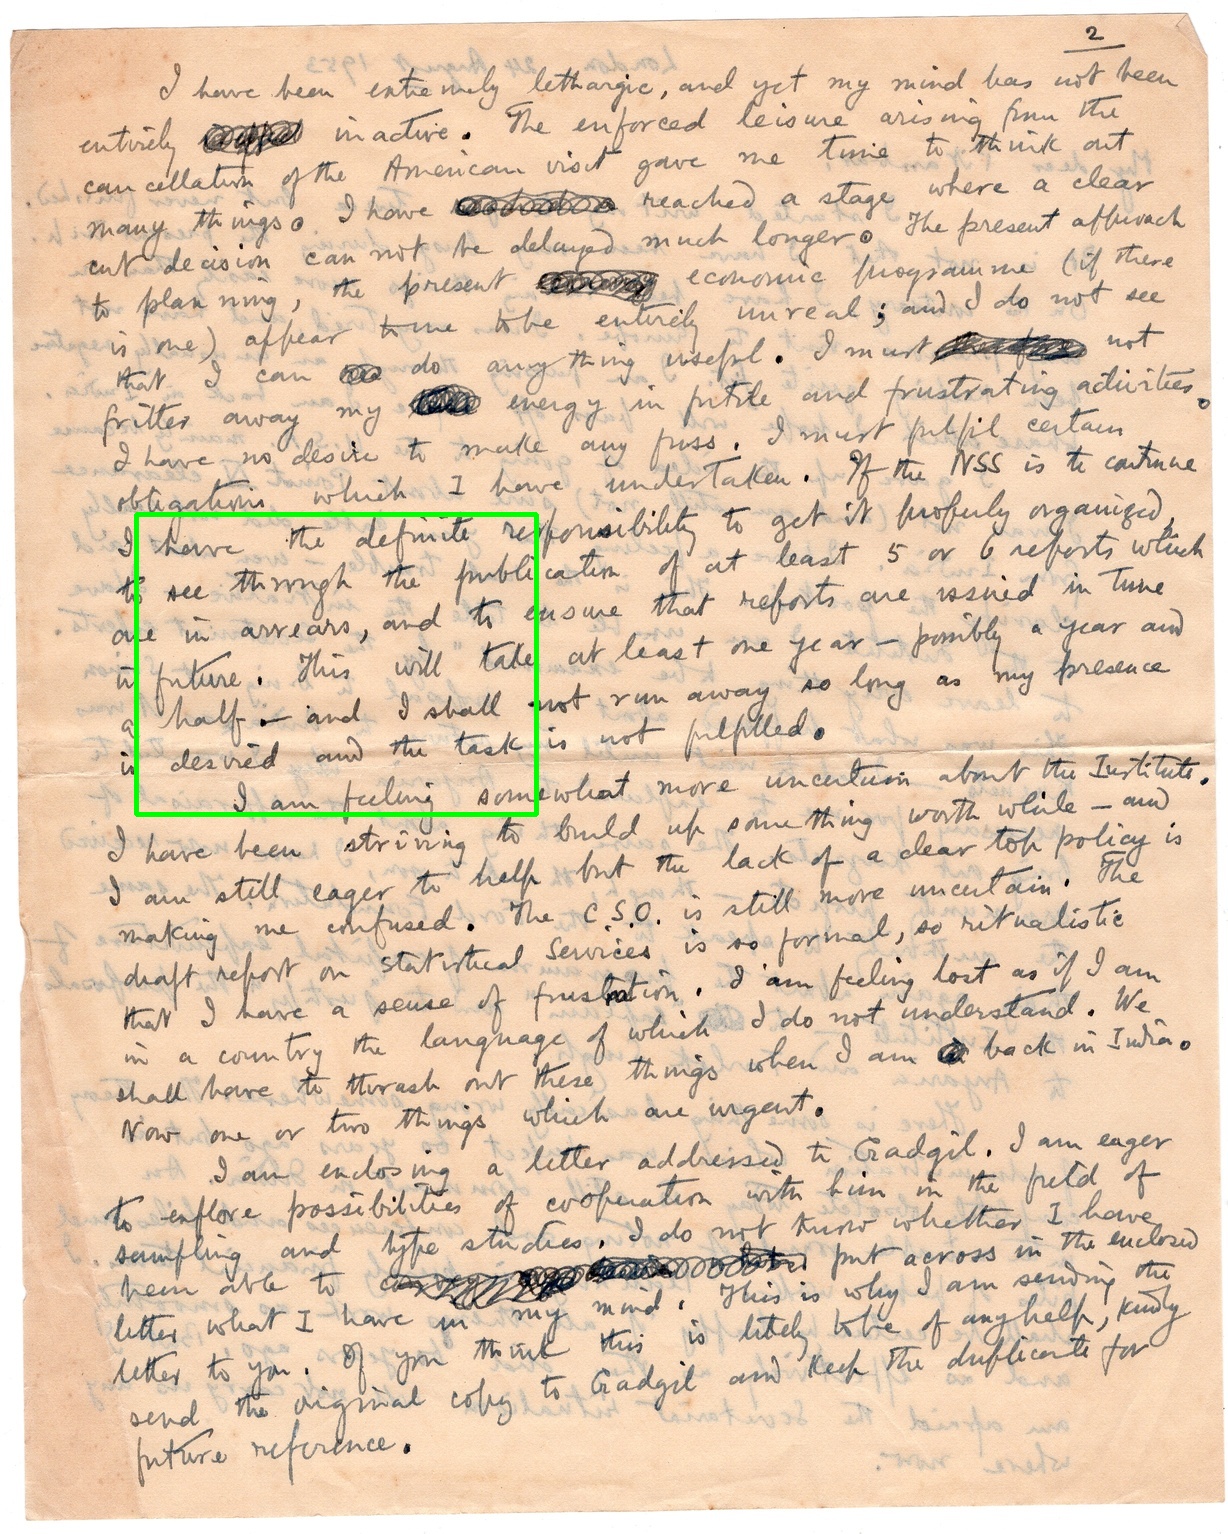 2
I have been extremely lethargic, and yet my mind has not been
entirely inactive. The enforced leisure arising from the
cancellation of the American visit gave me time to think out
many things. I have reached a stage where a clear
cut decision can not be delayed much longer. The present approach
to planning, the present economic programme (if there
is one) appear to me to be entirely unreal; and I do not see
that I can do anything useful. I must not
fritter away my energy in futile and frustrating activities.
I have no desire to make any fuss. I must fulfil certain
obligations which I have undertaken. If the NSS is to continue
I have the definite responsibility to get it properly organized,
to see through the publication of at least 5 or 6 reports which
are in arrears, and to ensure that reports are issued in time
in future. This will take at least one year – possibly a year and
a half – and I shall not run away so long as my presence
is desired and the task is not fulfilled.
I am feeling somewhat more uncertain about the Institute.
I have been striving to build up something worth while – and
I am still eager to help but the lack of a clear top policy is
making me confused. The C.S.O. is still more uncertain. The
draft report on Statistical Services is so formal, so ritualistic
that I have a sense of frustration. I am feeling lost as if I am
in a country the language of which I do not understand. We
shall have to thrash out these things when I am back in India.
Now one or two things which are urgent.
I am enclosing a letter addressed to Gadgil. I am eager
to explore possibilities of cooperation with him in the field of
sampling and type studies. I do not know whether I have
been able to put across in the enclosed
letter what I have in my mind. This is why I am sending the
letter to you. If you think this is likely to be of any help, kindly
send the original copy to Gadgil and keep the duplicate for
future reference.